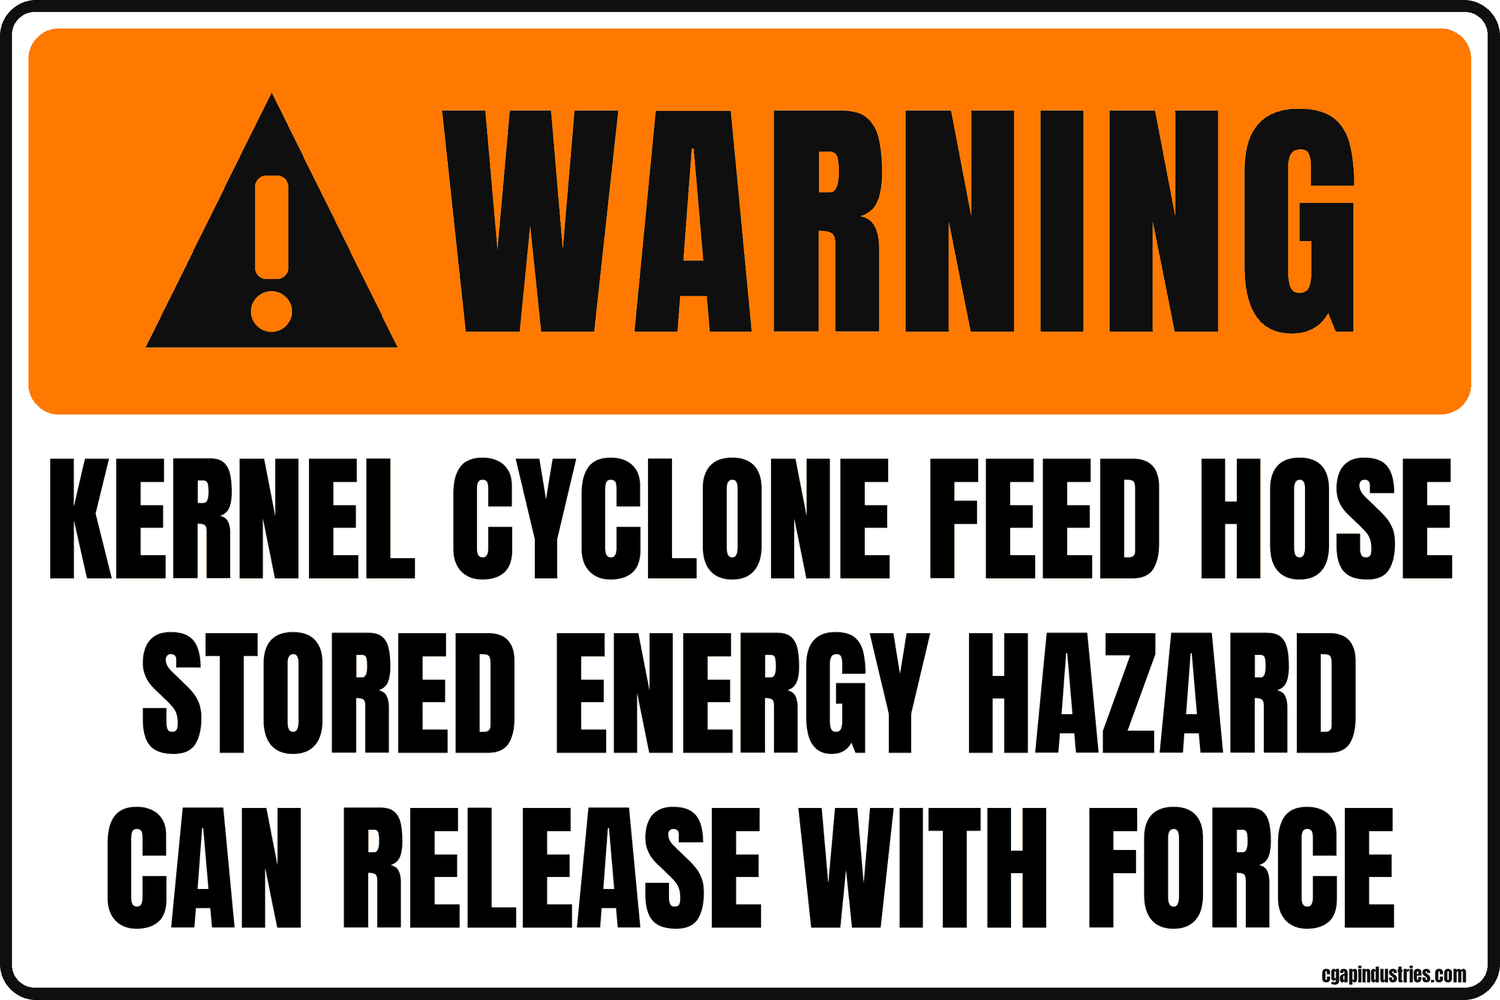 WARNING
KERNEL CYCLONE FEED HOSE
STORED ENERGY HAZARD
CAN RELEASE WITH FORCE
cgapindustries.com